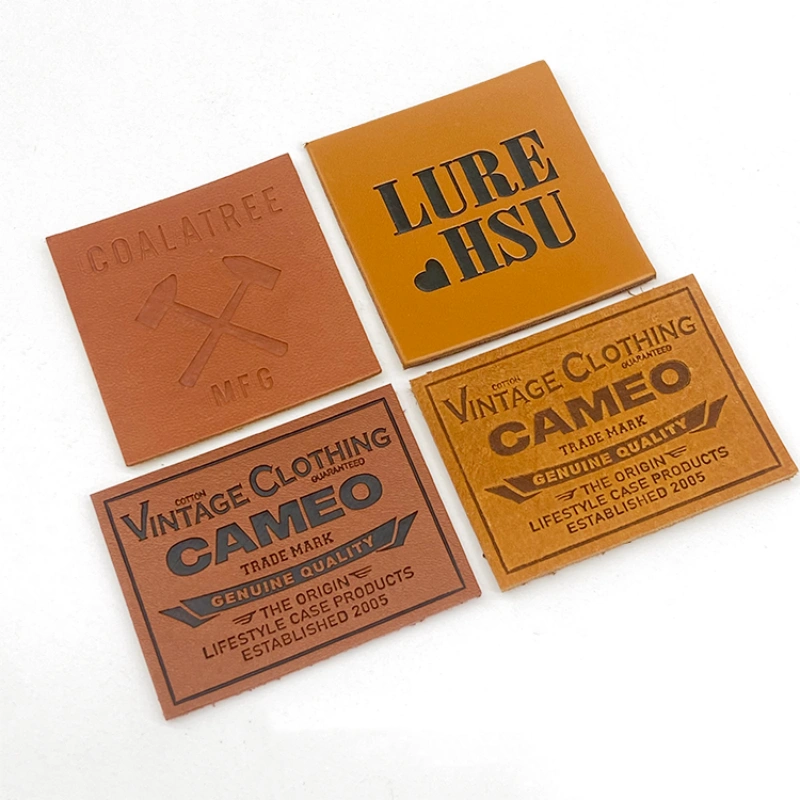 COALATREE
MFG
LURE
HSU
VINTAGE CLOTHING
COTTON
GUARANTEED
CAMEO
TRADE MARK
GENUINE QUALITY
THE ORIGIN
LIFESTYLE CASE PRODUCTS
ESTABLISHED 2005
VINTAGE CLOTHING
COTTON
GUARANTEED
CAMEO
TRADE MARK
GENUINE QUALITY
THE ORIGIN
LIFESTYLE CASE PRODUCTS
ESTABLISHED 2005